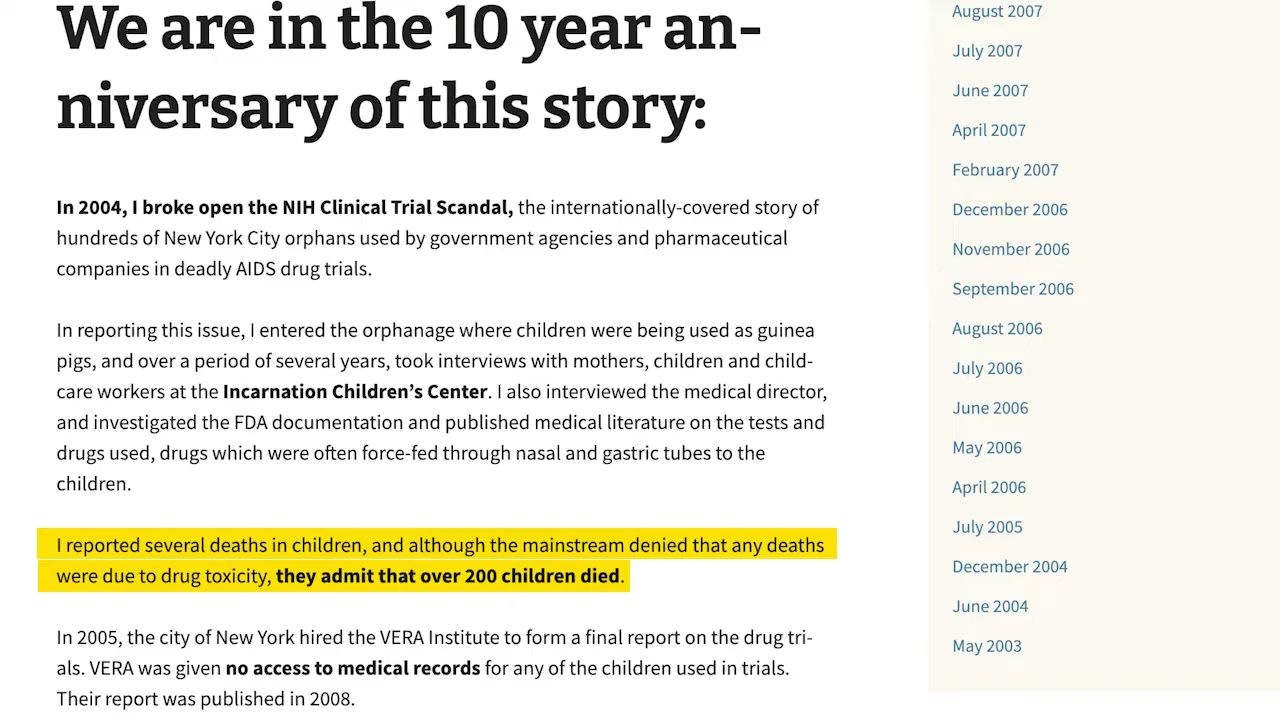 We are in the 10 year an-
niversary of this story:
In 2004, I broke open the NIH Clinical Trial Scandal, the internationally-covered story of
hundreds of New York City orphans used by government agencies and pharmaceutical
companies in deadly AIDS drug trials.
In reporting this issue, I entered the orphanage where children were being used as guinea
pigs, and over a period of several years, took interviews with mothers, children and child-
care workers at the Incarnation Children’s Center. I also interviewed the medical director,
and investigated the FDA documentation and published medical literature on the tests and
drugs used, drugs which were often force-fed through nasal and gastric tubes to the
children.
I reported several deaths in children, and although the mainstream denied that any deaths
were due to drug toxicity, they admit that over 200 children died.
In 2005, the city of New York hired the VERA Institute to form a final report on the drug tri-
als. VERA was given no access to medical records for any of the children used in trials.
Their report was published in 2008.
August 2007
July 2007
June 2007
April 2007
February 2007
December 2006
November 2006
September 2006
August 2006
July 2006
June 2006
May 2006
April 2006
July 2005
December 2004
June 2004
May 2003